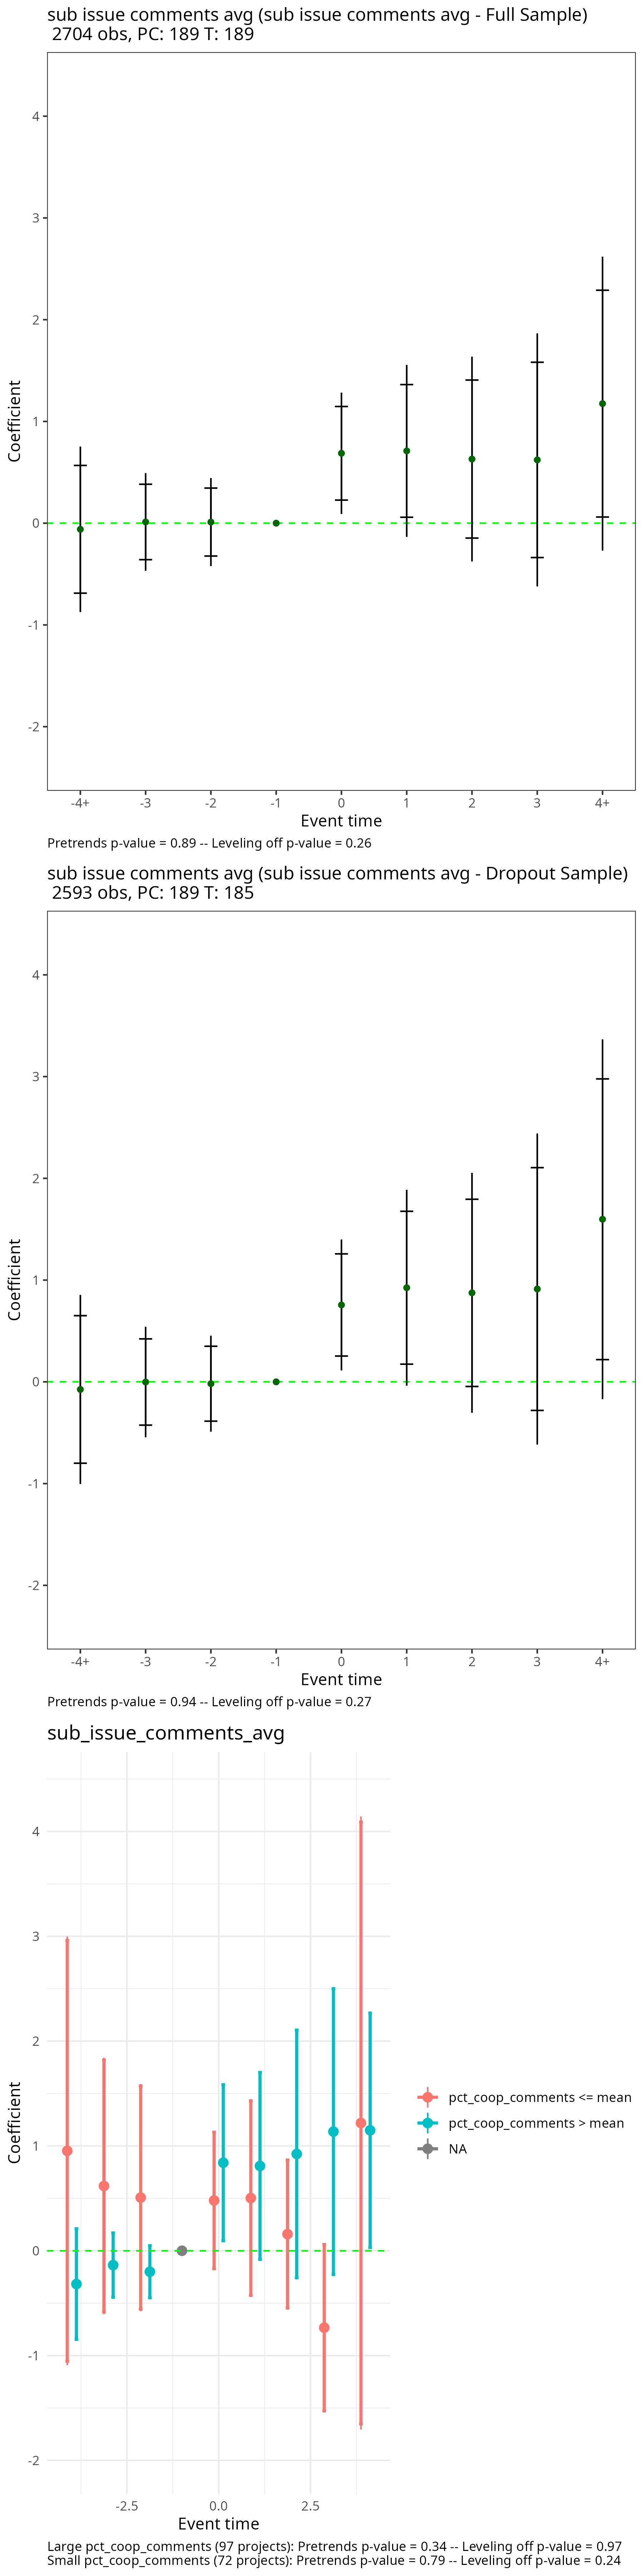 sub issue comments avg (sub issue comments avg - Full Sample)
2704 obs, PC: 189 T: 189
4
3
2
1
0
-1
-2
Coefficient
-4+ -3 -2 -1 0 1 2 3 4+
Event time
Pretrends p-value = 0.89 -- Leveling off p-value = 0.26
sub issue comments avg (sub issue comments avg - Dropout Sample)
2593 obs, PC: 189 T: 185
4
3
2
1
0
-1
-2
Coefficient
-4+ -3 -2 -1 0 1 2 3 4+
Event time
Pretrends p-value = 0.94 -- Leveling off p-value = 0.27
sub_issue_comments_avg
4
3
2
1
0
-1
-2
Coefficient
-2.5 0.0 2.5
Event time
pct_coop_comments <= mean
pct_coop_comments > mean
NA
Large pct_coop_comments (97 projects): Pretrends p-value = 0.34 -- Leveling off p-value = 0.97
Small pct_coop_comments (72 projects): Pretrends p-value = 0.79 -- Leveling off p-value = 0.24